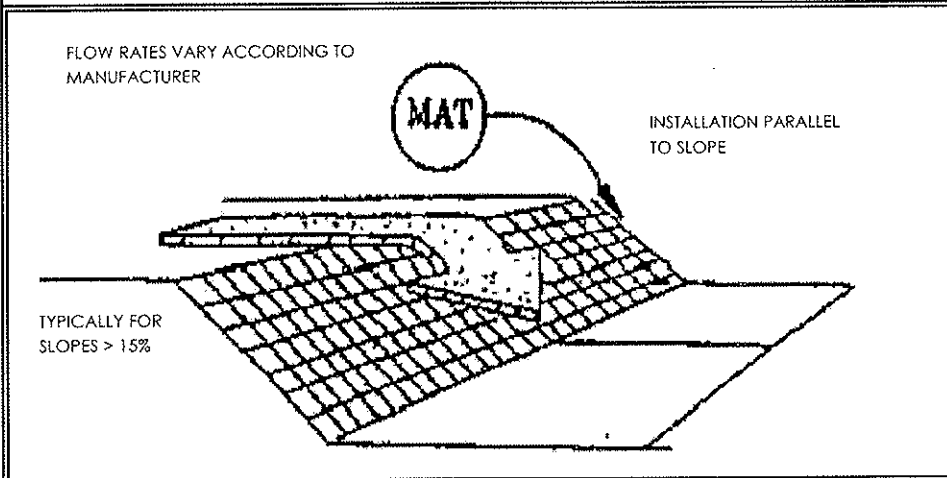 FLOW RATES VARY ACCORDING TO
MANUFACTURER
MAT
INSTALLATION PARALLEL
TO SLOPE
TYPICALLY FOR
SLOPES > 15%